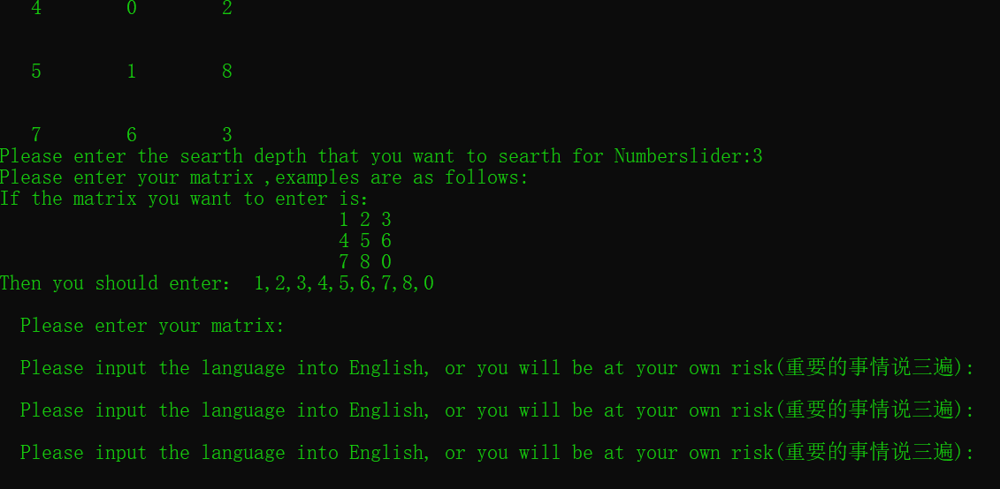 4 0 2
5 1 8
7 6 3
Please enter the searth depth that you want to searth for Numberslider:3
Please enter your matrix ,examples are as follows:
If the matrix you want to enter is：
1 2 3
4 5 6
7 8 0
Then you should enter： 1,2,3,4,5,6,7,8,0
Please enter your matrix:
Please input the language into English, or you will be at your own risk(重要的事情说三遍):
Please input the language into English, or you will be at your own risk(重要的事情说三遍):
Please input the language into English, or you will be at your own risk(重要的事情说三遍):